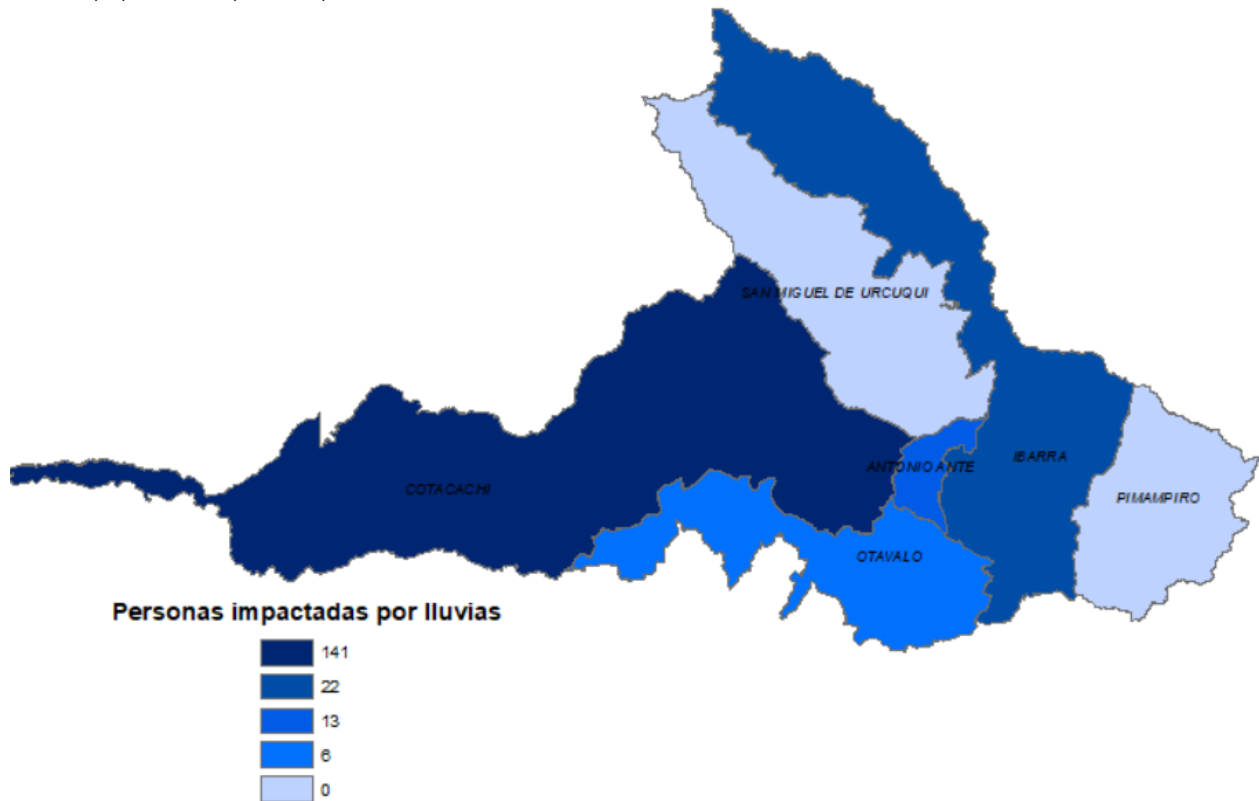 SAN MIGUEL DE URCUQUI
ANTONIO ANTE
IBARRA
COTACACHI
PIMAMPIRO
OTAVALO
Personas impactadas por lluvias
141
22
13
6
0